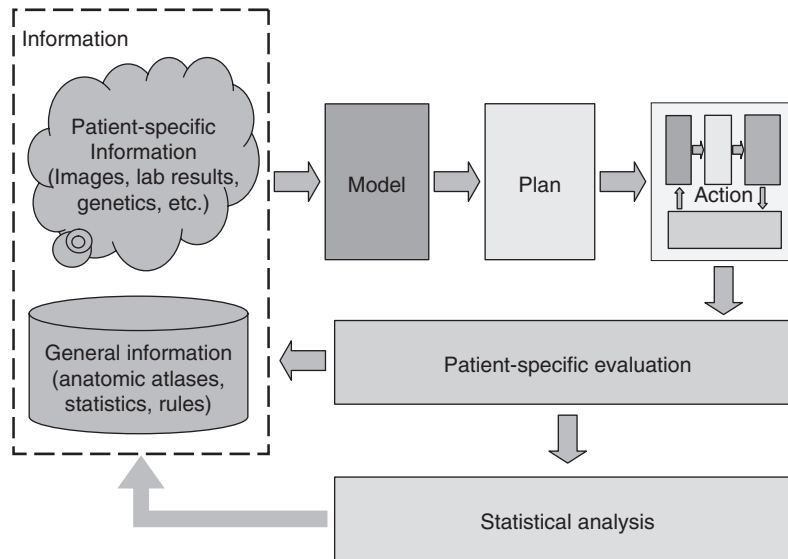 Information
Patient-specific
Information
(Images, lab results,
genetics, etc.)
Model
Plan
Action
General information
(anatomic atlases,
statistics, rules)
Patient-specific evaluation
Statistical analysis